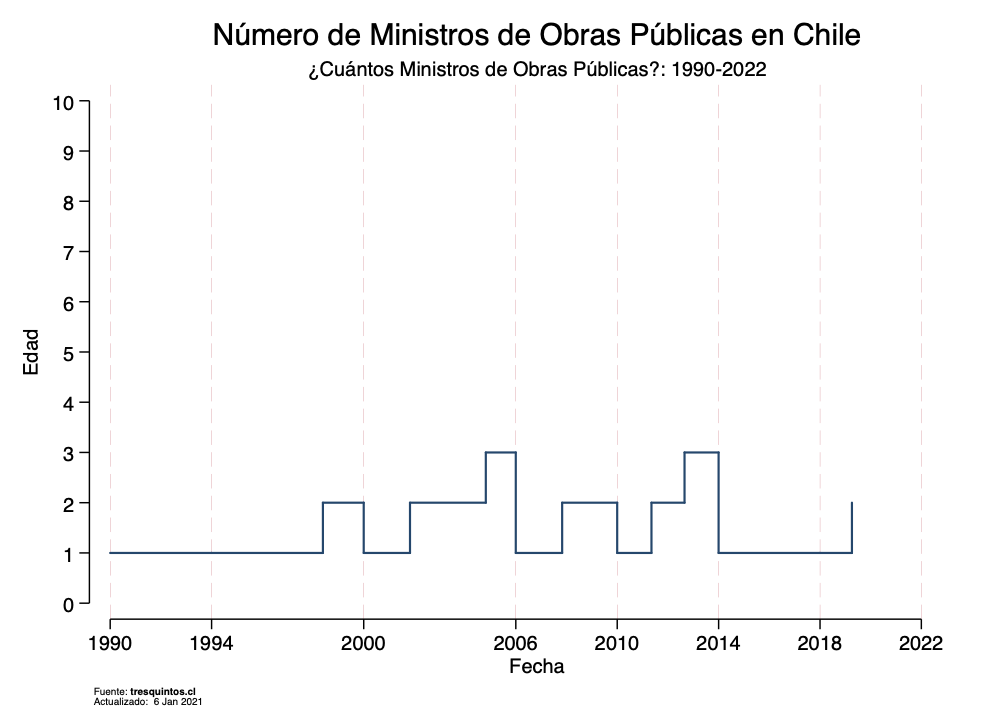 Número de Ministros de Obras Públicas en Chile
¿Cuántos Ministros de Obras Públicas?: 1990-2022
10
9
8
7
6
5
4
3
2
1
0
Edad
1990 1994 2000 2006 2010 2014 2018 2022
Fecha
Fuente: tresquintos.cl
Actualizado: 6 Jan 2021